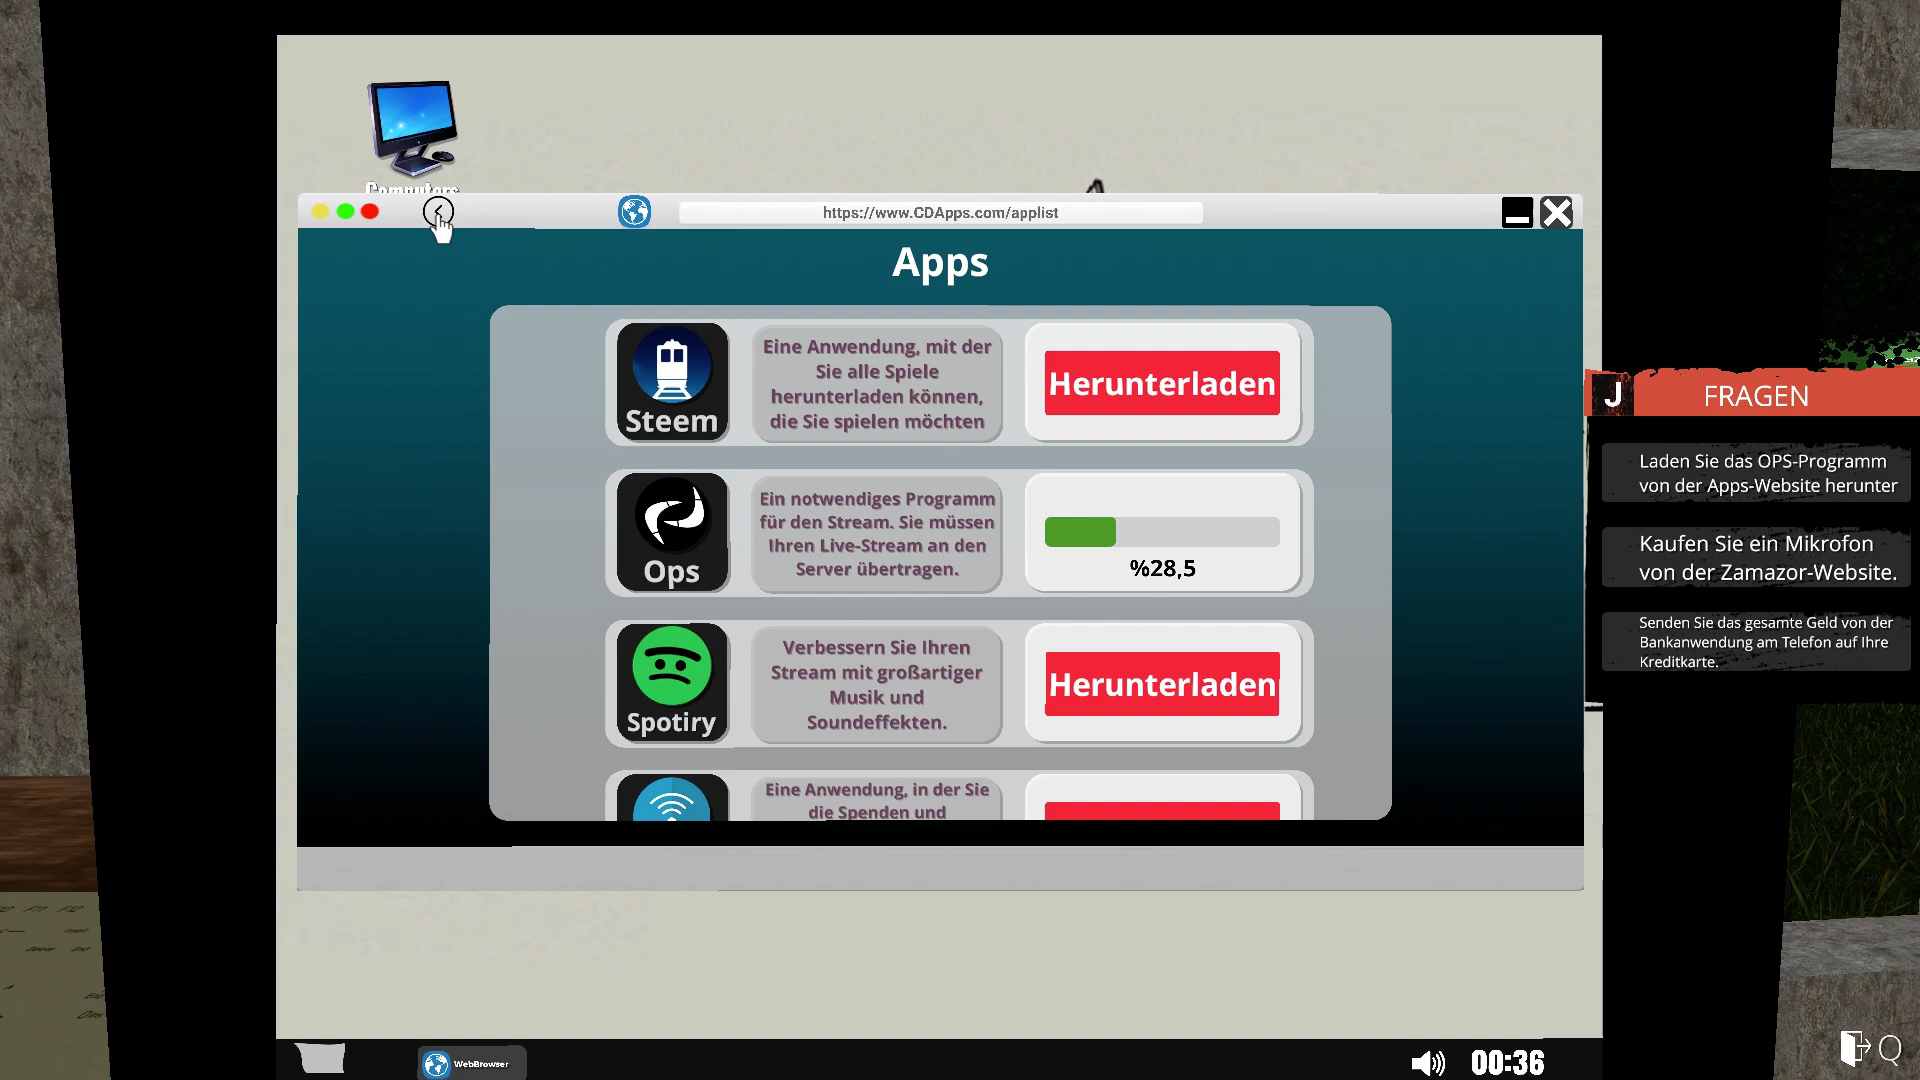 Computers
https://www.CDApps.com/applist
Apps
Steem
Eine Anwendung, mit der
Sie alle Spiele
herunterladen können,
die Sie spielen möchten
Herunterladen
Ops
Ein notwendiges Programm
für den Stream. Sie müssen
Ihren Live-Stream an den
Server übertragen.
%28,5
Spotiry
Verbessern Sie Ihren
Stream mit großartiger
Musik und
Soundeffekten.
Herunterladen
Eine Anwendung, in der Sie
die Spenden und
J FRAGEN
Laden Sie das OPS-Programm
von der Apps-Website herunter
Kaufen Sie ein Mikrofon
von der Zamazor-Website.
Senden Sie das gesamte Geld von der
Bankanwendung am Telefon auf Ihre
Kreditkarte.
WebBrowser
00:36
Q
F11 F12